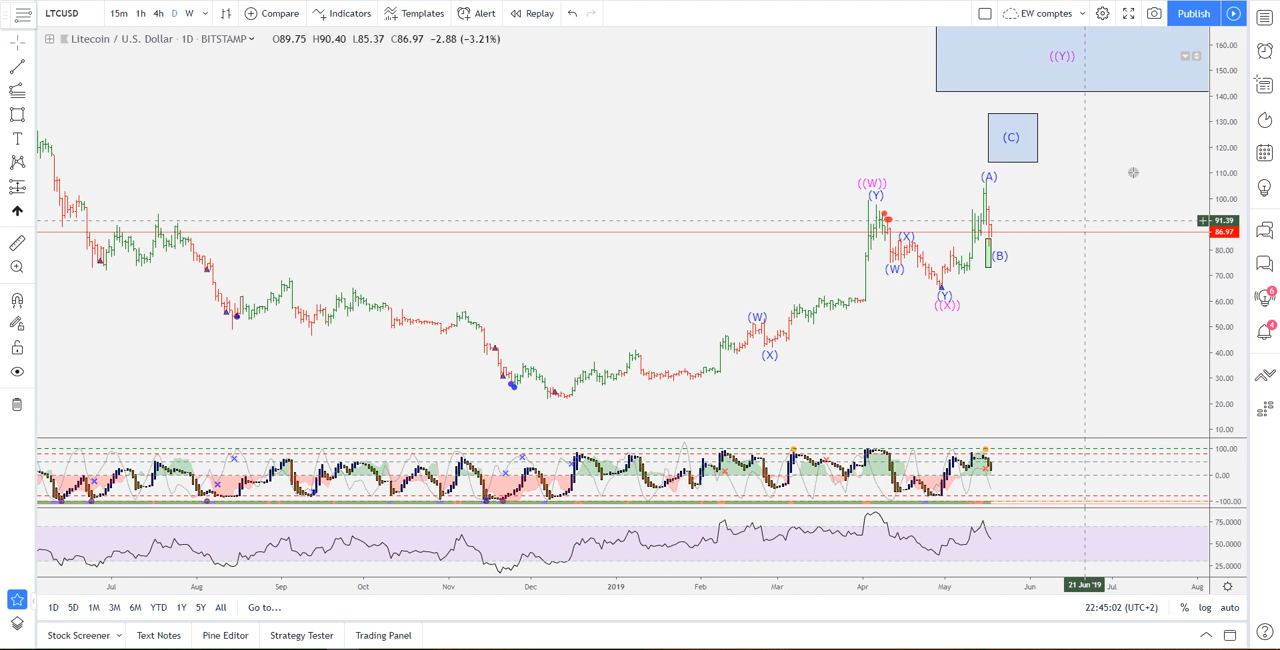 LTCUSD 15m 1h 4h D W Compare Indicators Templates Alert Replay EW comptes Publish
Litecoin / U.S. Dollar · 1D · BITSTAMP O89.75 H90.40 L85.37 C86.97 −2.88 (−3.21%)
160.00
((Y))
150.00
140.00
130.00
(C)
120.00
110.00
(A)
((W))
(Y)
100.00
91.39
86.97
(X)
80.00
(B)
(W)
70.00
(Y)
((X))
60.00
(W)
50.00
(X)
40.00
30.00
20.00
10.00
100.00
0.00
-100.00
75.0000
50.0000
25.0000
Jul Aug Sep Oct Nov Dec 2019 Feb Mar Apr May Jun 21 Jun '19 Jul Aug
1D 5D 1M 3M 6M YTD 1Y 5Y All Go to... 22:45:02 (UTC+2) % log auto
Stock Screener Text Notes Pine Editor Strategy Tester Trading Panel
6
4